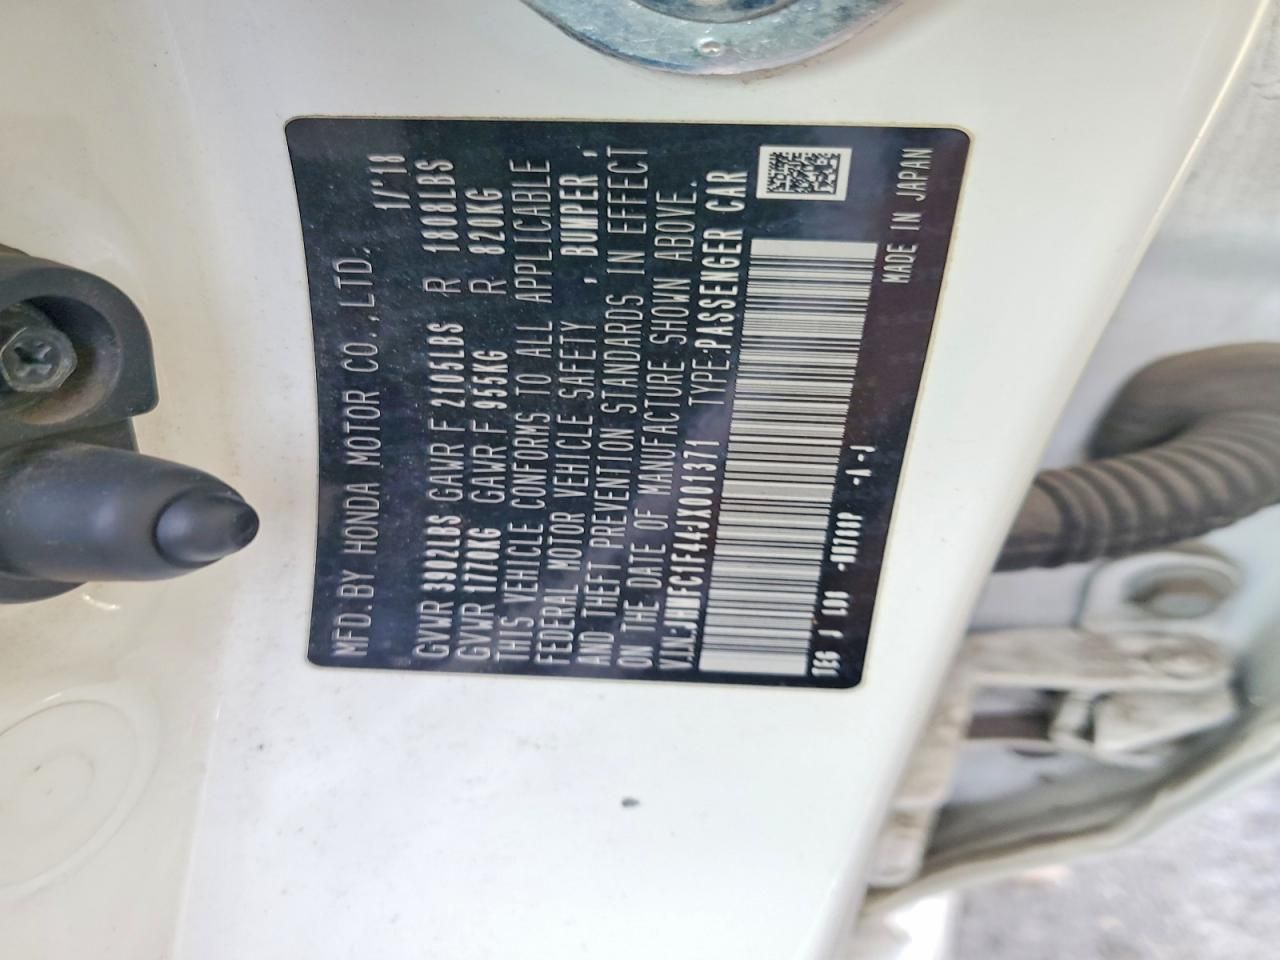 MFD. BY HONDA MOTOR CO., LTD. 1/'18
GVWR 3902LBS GAWR F 2105LBS R 1808LBS
GVWR 1770KG GAWR F 955KG R 820KG
THIS VEHICLE CONFORMS TO ALL APPLICABLE
FEDERAL MOTOR VEHICLE SAFETY , BUMPER ,
AND THEFT PREVENTION STANDARDS IN EFFECT
ON THE DATE OF MANUFACTURE SHOWN ABOVE.
V.I.N.:JHMFC1F44JX001371 TYPE:PASSENGER CAR
TEG J -NH788P -A -J
MADE IN JAPAN